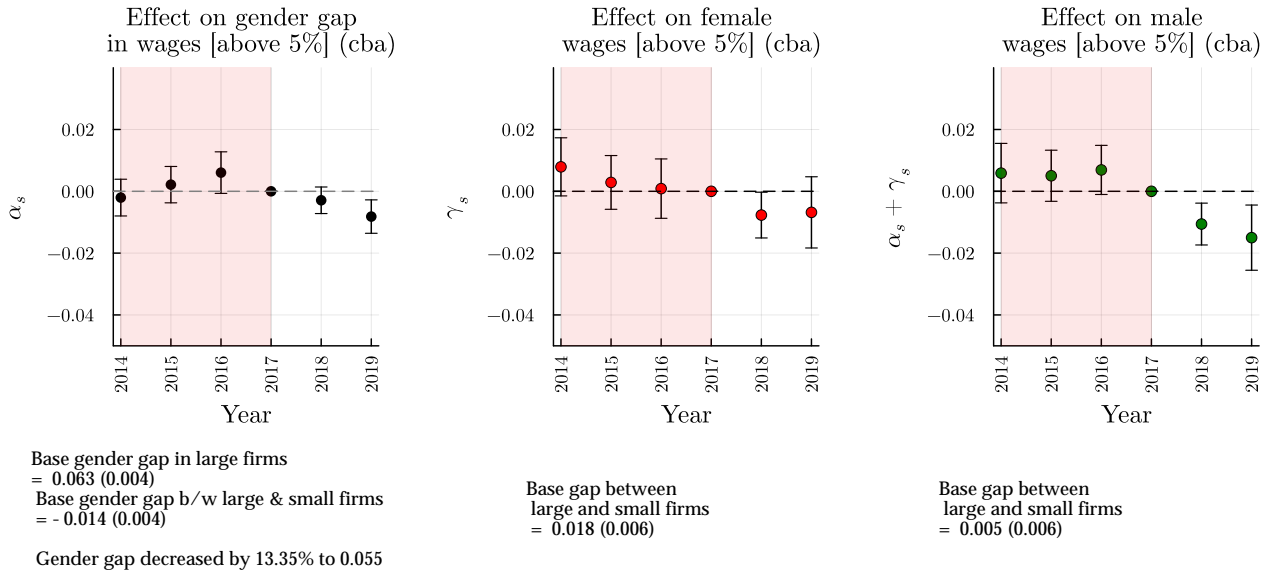 Effect on gender gap
in wages [above 5%] (cba)
α_s
0.02
0.00
−0.02
−0.04
2014
2015
2016
2017
2018
2019
Year
Base gender gap in large firms
= 0.063 (0.004)
Base gender gap b/w large & small firms
= - 0.014 (0.004)
Gender gap decreased by 13.35% to 0.055
Effect on female
wages [above 5%] (cba)
γ_s
0.02
0.00
−0.02
−0.04
2014
2015
2016
2017
2018
2019
Year
Base gap between
large and small firms
= 0.018 (0.006)
Effect on male
wages [above 5%] (cba)
α_s + γ_s
0.02
0.00
−0.02
−0.04
2014
2015
2016
2017
2018
2019
Year
Base gap between
large and small firms
= 0.005 (0.006)